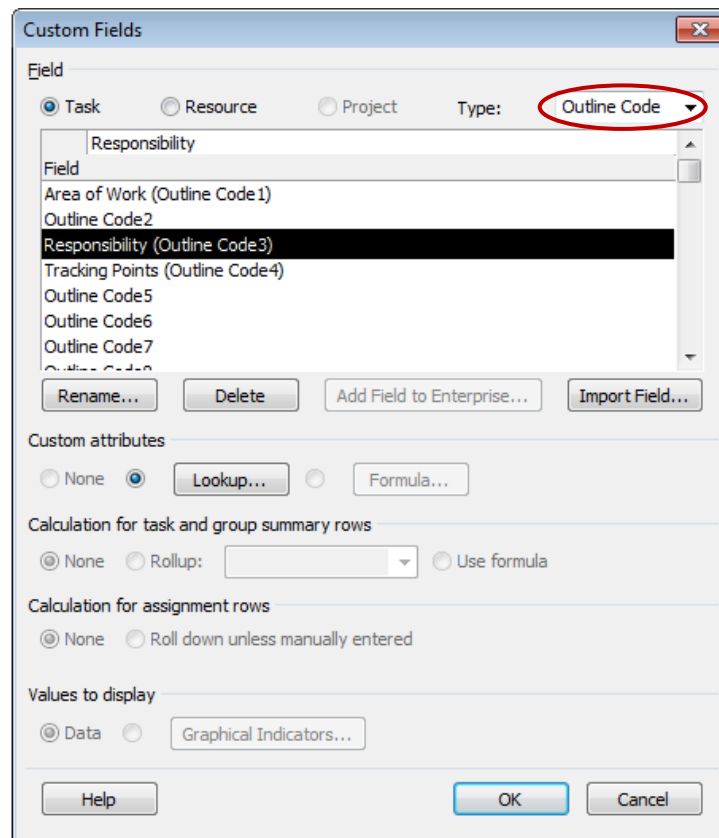 Custom Fields
Field
Task Resource Project Type: Outline Code
Responsibility
Field
Area of Work (Outline Code1)
Outline Code2
Responsibility (Outline Code3)
Tracking Points (Outline Code4)
Outline Code5
Outline Code6
Outline Code7
Rename... Delete Add Field to Enterprise... Import Field...
Custom attributes
None Lookup... Formula...
Calculation for task and group summary rows
None Rollup: Use formula
Calculation for assignment rows
None Roll down unless manually entered
Values to display
Data Graphical Indicators...
Help OK Cancel